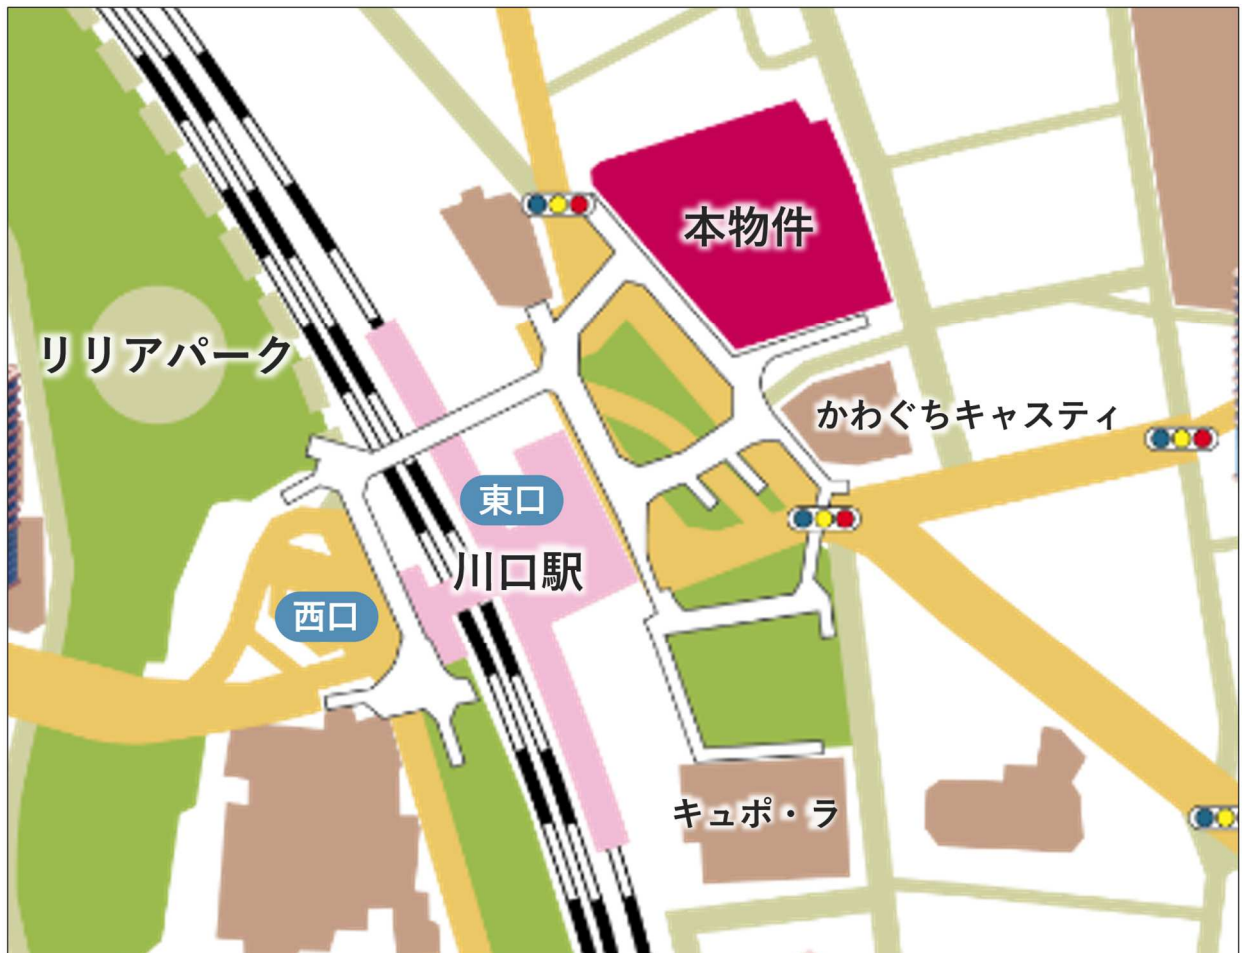 本物件
リリアパーク
かわぐちキャスティ
東口
川口駅
西口
キュポ・ラ